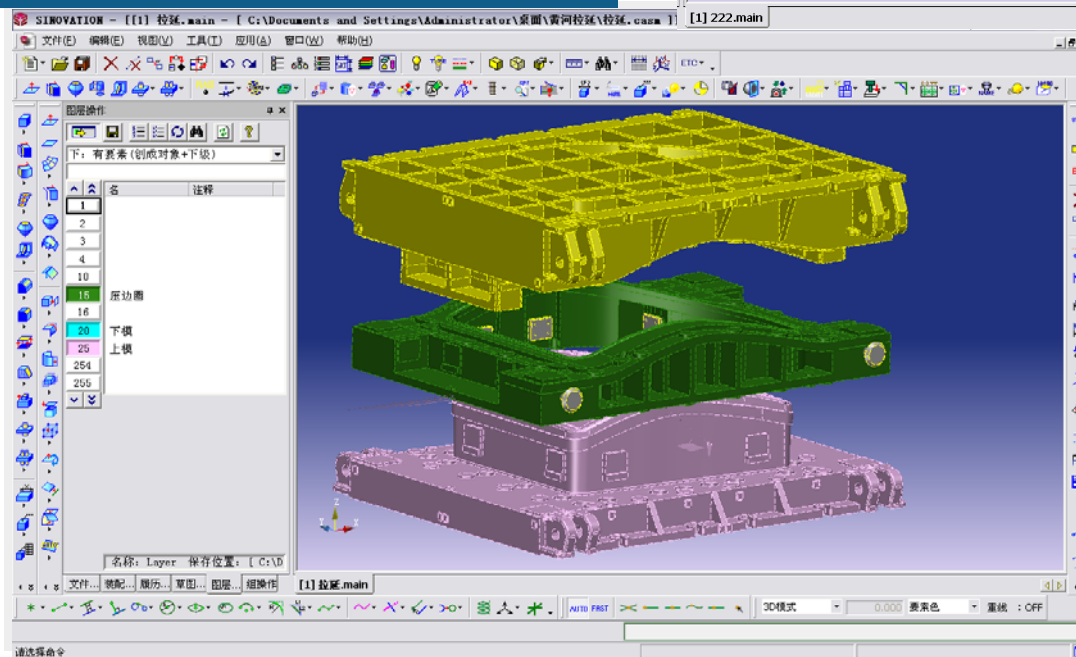 [1] 222.main
SINOVATION - [[1] 拉延.main - [ C:\Documents and Settings\Administrator\桌面\黄河拉延\拉延.casm ]]
文件(F) 编辑(E) 视图(V) 工具(T) 应用(A) 窗口(W) 帮助(H)
ETC
图层操作
下: 有要素(创成对象+下级)
名 注释
1
2
3
4
10
15 压边圈
16
20 下模
25 上模
254
255
名称: Layer 保存位置: [ C:\D
文件... 装配... 履历... 草图... 图层... 组操作
[1] 拉延.main
AUTO FAST 3D模式 0.000 要素色 重线 : OFF
请选择命令